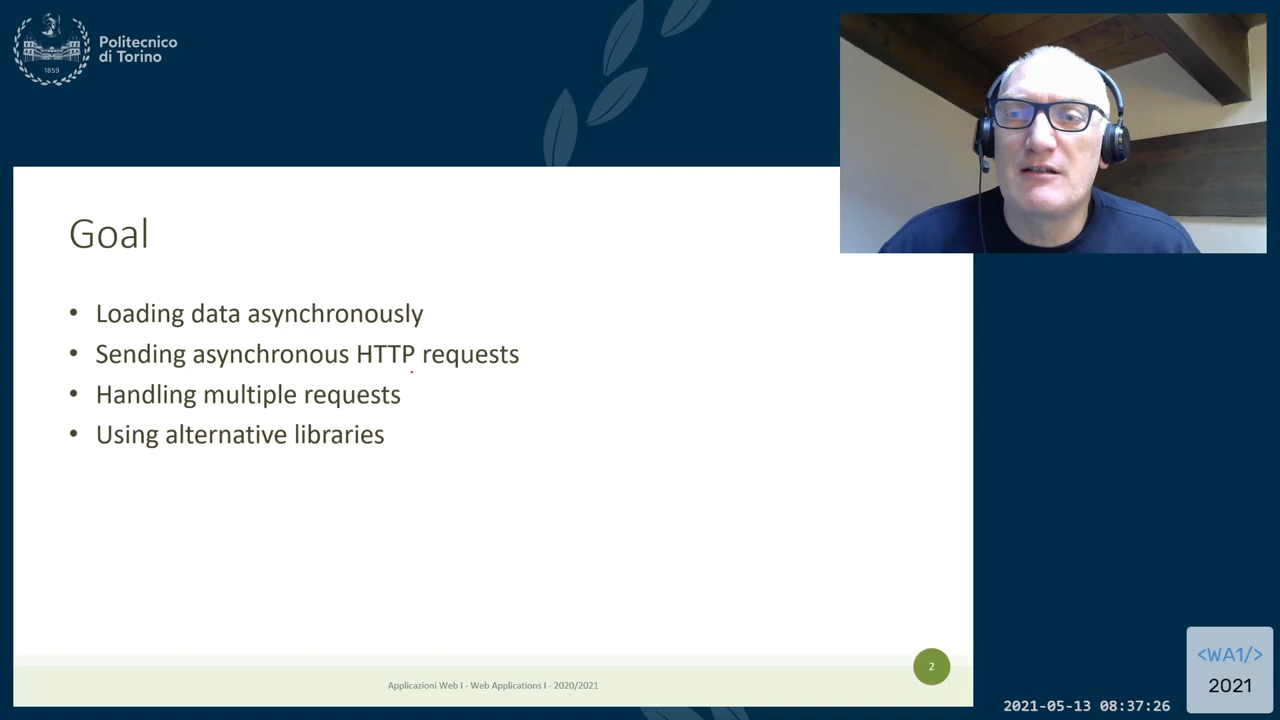 Politecnico
di Torino
1859
Goal
• Loading data asynchronously
• Sending asynchronous HTTP requests
• Handling multiple requests
• Using alternative libraries
2
Applicazioni Web I - Web Applications I - 2020/2021
<WA1/>
2021
2021-05-13 08:37:26